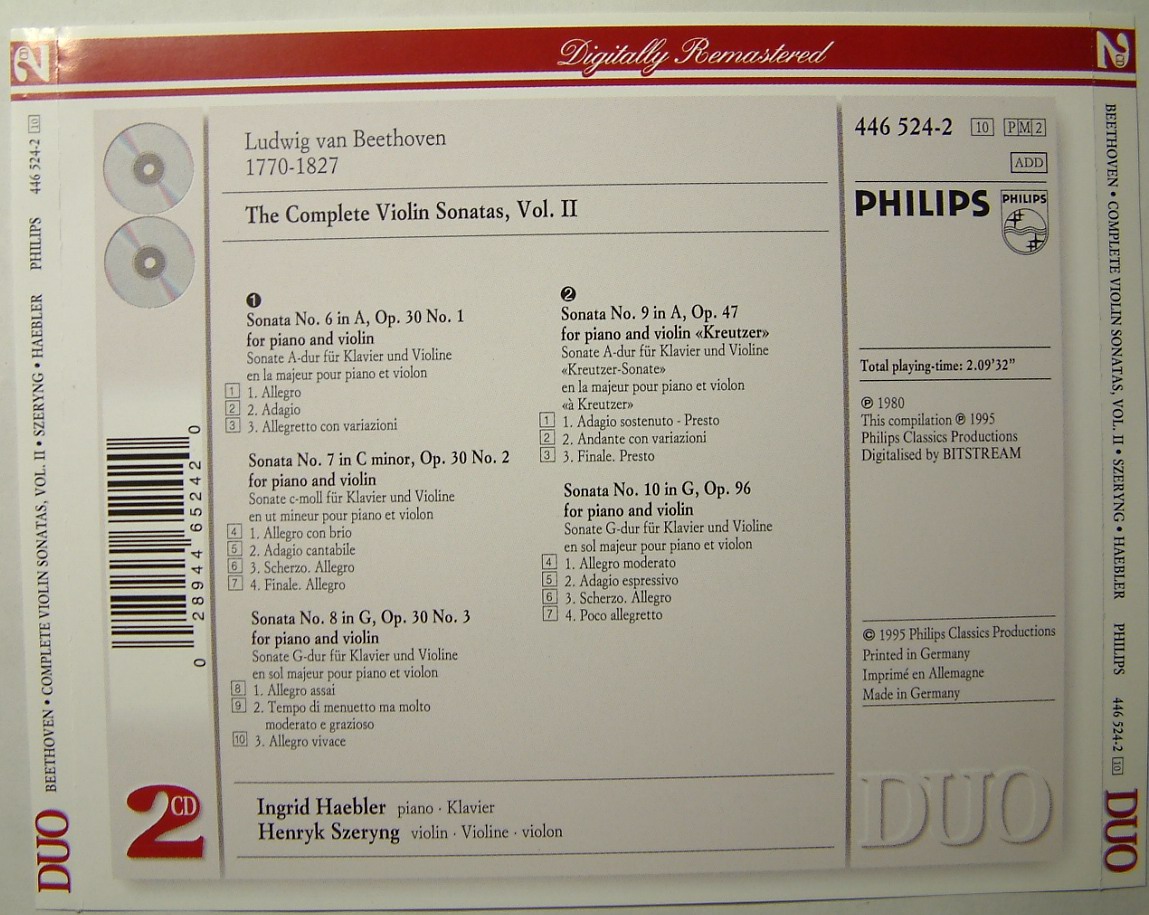 Digitally Remastered
2CD
2CD
BEETHOVEN • COMPLETE VIOLIN SONATAS, VOL. II • SZERYNG • HAEBLER PHILIPS 446 524-2 10
DUO
Ludwig van Beethoven
1770-1827
The Complete Violin Sonatas, Vol. II
1
Sonata No. 6 in A, Op. 30 No. 1
for piano and violin
Sonate A-dur für Klavier und Violine
en la majeur pour piano et violon
1 1. Allegro
2 2. Adagio
3 3. Allegretto con variazioni
Sonata No. 7 in C minor, Op. 30 No. 2
for piano and violin
Sonate c-moll für Klavier und Violine
en ut mineur pour piano et violon
4 1. Allegro con brio
5 2. Adagio cantabile
6 3. Scherzo. Allegro
7 4. Finale. Allegro
Sonata No. 8 in G, Op. 30 No. 3
for piano and violin
Sonate G-dur für Klavier und Violine
en sol majeur pour piano et violon
8 1. Allegro assai
9 2. Tempo di menuetto ma molto
moderato e grazioso
10 3. Allegro vivace
2
Sonata No. 9 in A, Op. 47
for piano and violin «Kreutzer»
Sonate A-dur für Klavier und Violine
«Kreutzer-Sonate»
en la majeur pour piano et violon
«à Kreutzer»
1 1. Adagio sostenuto - Presto
2 2. Andante con variazioni
3 3. Finale. Presto
Sonata No. 10 in G, Op. 96
for piano and violin
Sonate G-dur für Klavier und Violine
en sol majeur pour piano et violon
4 1. Allegro moderato
5 2. Adagio espressivo
6 3. Scherzo. Allegro
7 4. Poco allegretto
Ingrid Haebler piano · Klavier
Henryk Szeryng violin · Violine · violon
446 524-2 10 PM2
ADD
PHILIPS
PHILIPS
Total playing-time: 2.09'32"
℗ 1980
This compilation ℗ 1995
Philips Classics Productions
Digitalised by BITSTREAM
© 1995 Philips Classics Productions
Printed in Germany
Imprimé en Allemagne
Made in Germany
DUO
0 28944 65242 0
2CD
BEETHOVEN • COMPLETE VIOLIN SONATAS, VOL. II • SZERYNG • HAEBLER PHILIPS 446 524-2 10
DUO